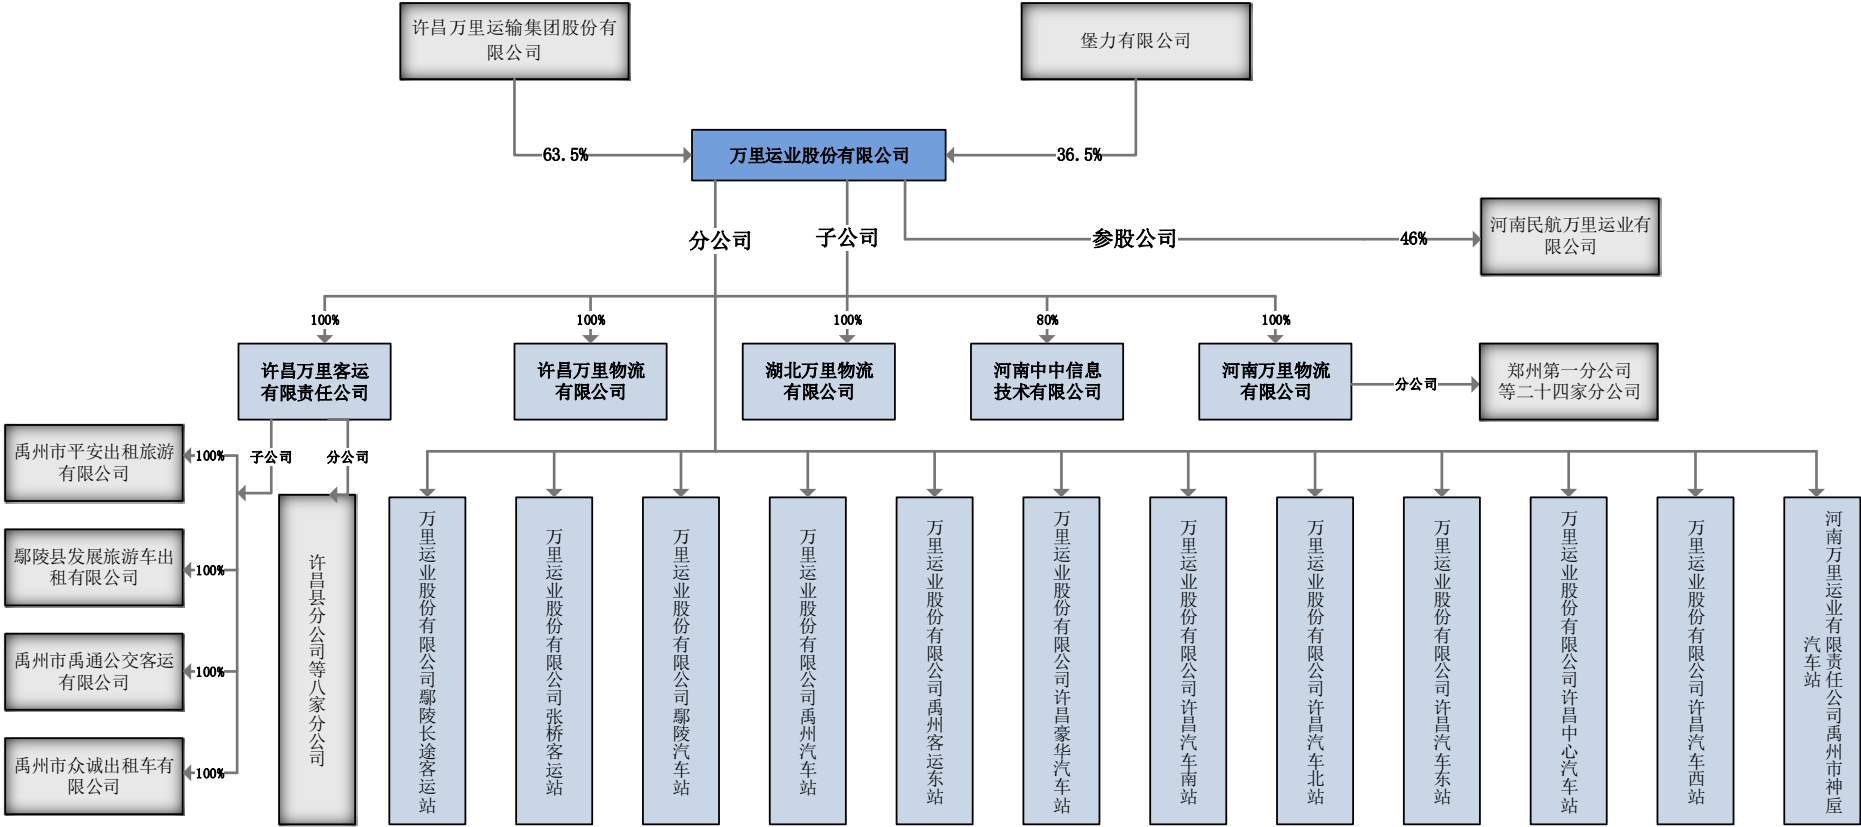 许昌万里运输集团股份有
限公司
堡力有限公司
63.5%
万里运业股份有限公司
36.5%
分公司
子公司
参股公司
46%
河南民航万里运业有
限公司
100%
100%
100%
80%
100%
许昌万里客运
有限责任公司
许昌万里物流
有限公司
湖北万里物流
有限公司
河南中中信息
技术有限公司
河南万里物流
有限公司
分公司
郑州第一分公司
等二十四家分公司
子公司
分公司
100%
禹州市平安出租旅游
有限公司
100%
鄢陵县发展旅游车出
租有限公司
100%
禹州市禹通公交客运
有限公司
100%
禹州市众诚出租车有
限公司
许昌县分公司等八家分公司
万里运业股份有限公司鄢陵长途客运站
万里运业股份有限公司张桥客运站
万里运业股份有限公司鄢陵汽车站
万里运业股份有限公司禹州汽车站
万里运业股份有限公司禹州客运东站
万里运业股份有限公司许昌豪华汽车站
万里运业股份有限公司许昌汽车南站
万里运业股份有限公司许昌汽车北站
万里运业股份有限公司许昌汽车东站
万里运业股份有限公司许昌中心汽车站
万里运业股份有限公司许昌汽车西站
河南万里运业有限责任公司禹州市神垕
汽车站